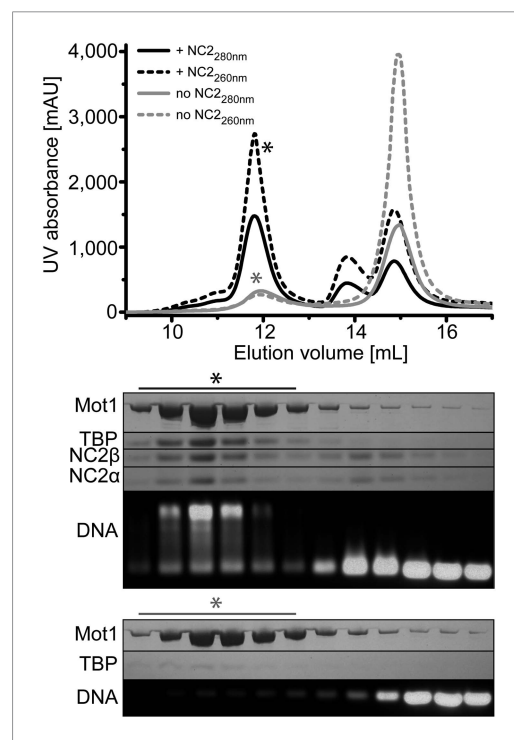 + NC2280nm
+ NC2260nm
no NC2280nm
no NC2260nm
4,000
3,000
2,000
1,000
0
UV absorbance [mAU]
*
*
10 12 14 16
Elution volume [mL]
*
Mot1
TBP
NC2β
NC2α
DNA
*
Mot1
TBP
DNA